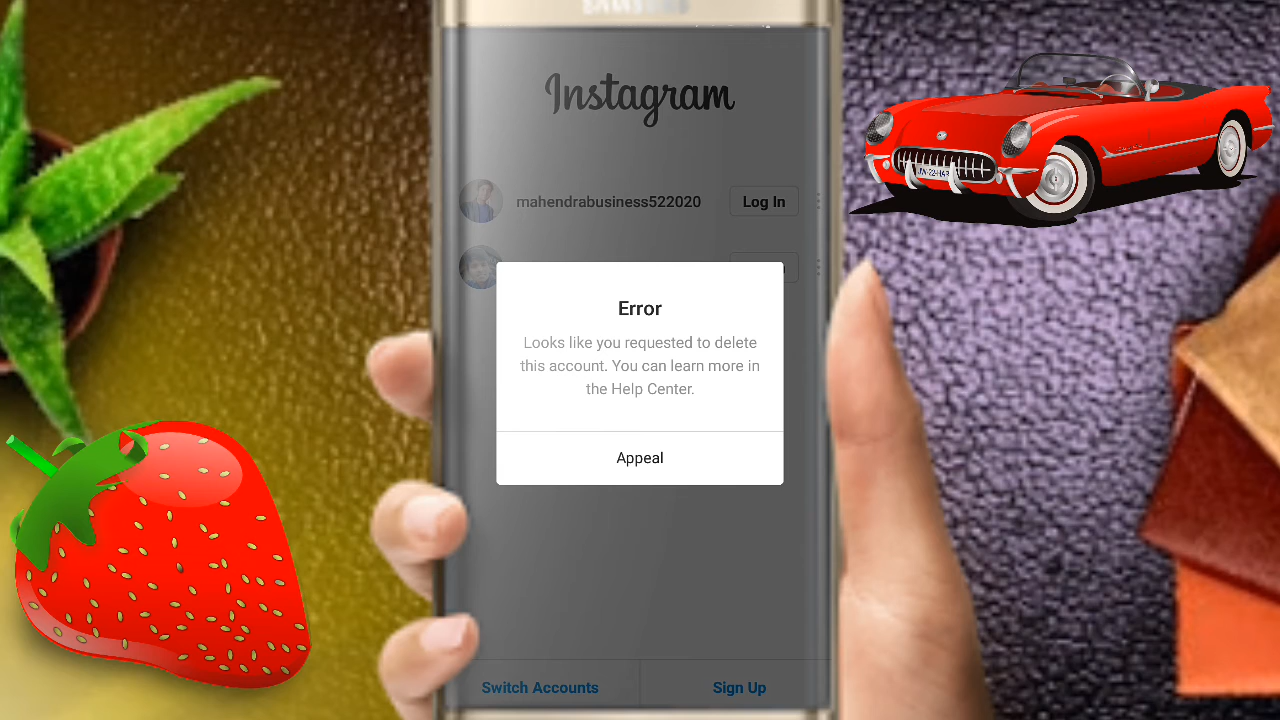 SAMSUNG
Instagram
mahendrabusiness522020
Log In
Error
Looks like you requested to delete
this account. You can learn more in
the Help Center.
Appeal
Switch Accounts
Sign Up